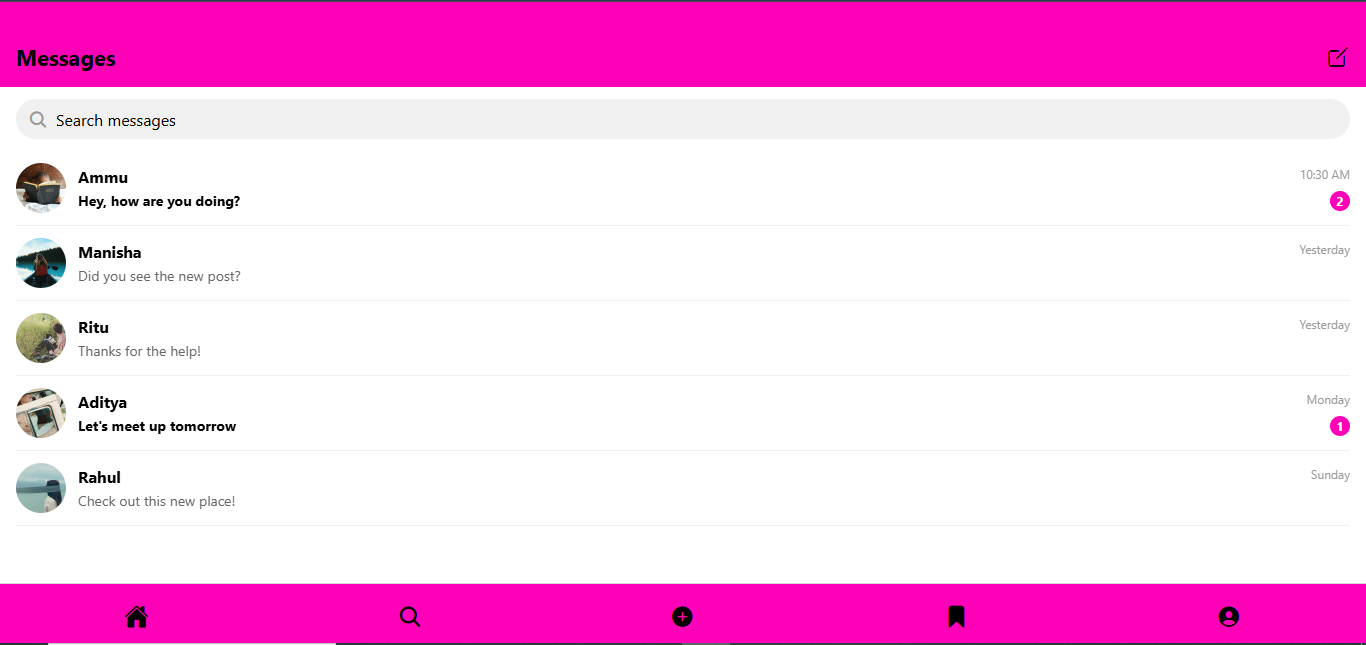 Messages
Search messages
Ammu
10:30 AM
Hey, how are you doing?
2
Manisha
Yesterday
Did you see the new post?
Ritu
Yesterday
Thanks for the help!
Aditya
Monday
Let's meet up tomorrow
1
Rahul
Sunday
Check out this new place!